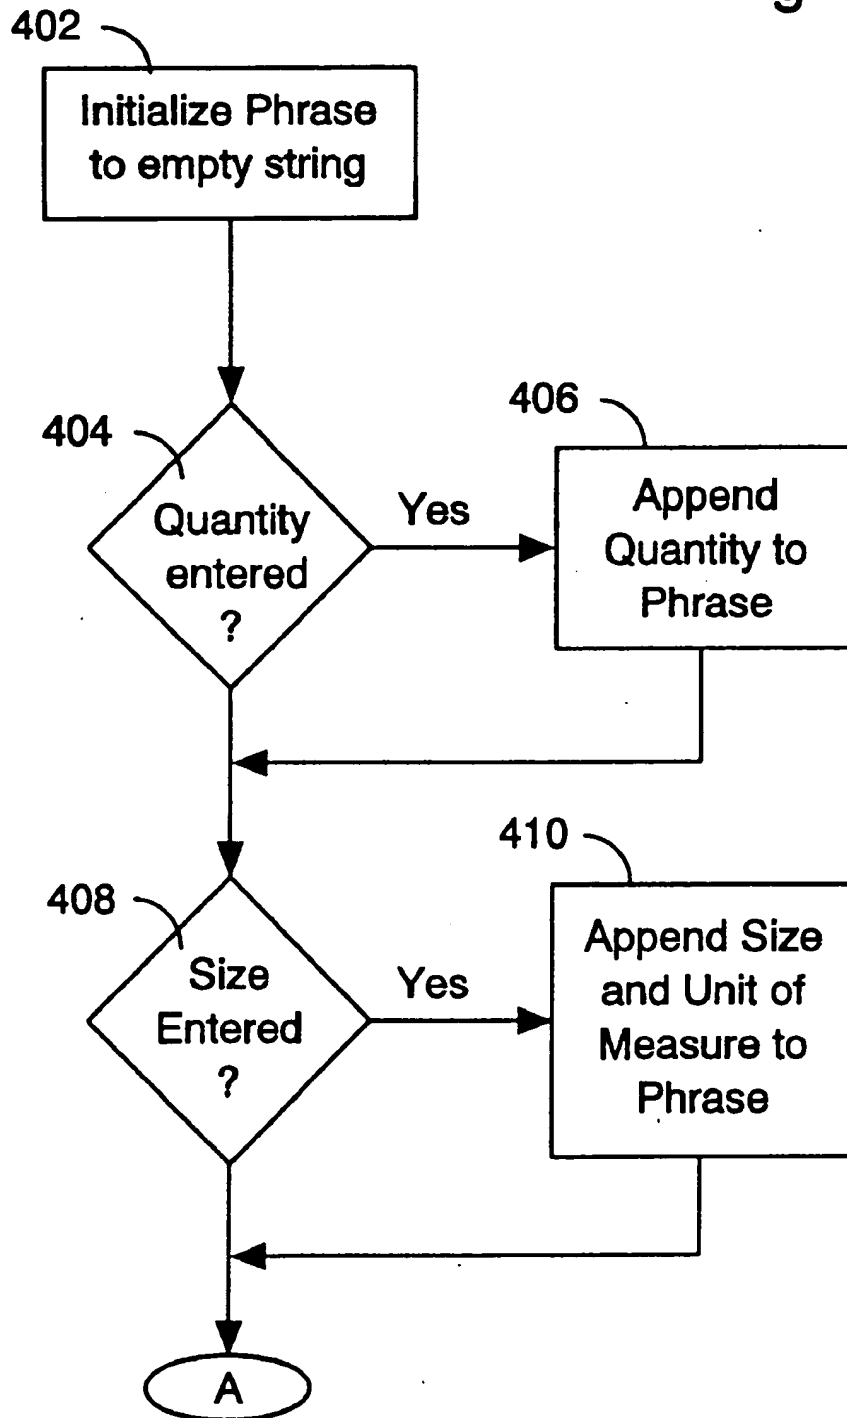 402
Initialize Phrase
to empty string
404
Quantity
entered
?
Yes
406
Append
Quantity to
Phrase
408
Size
Entered
?
Yes
410
Append Size
and Unit of
Measure to
Phrase
A